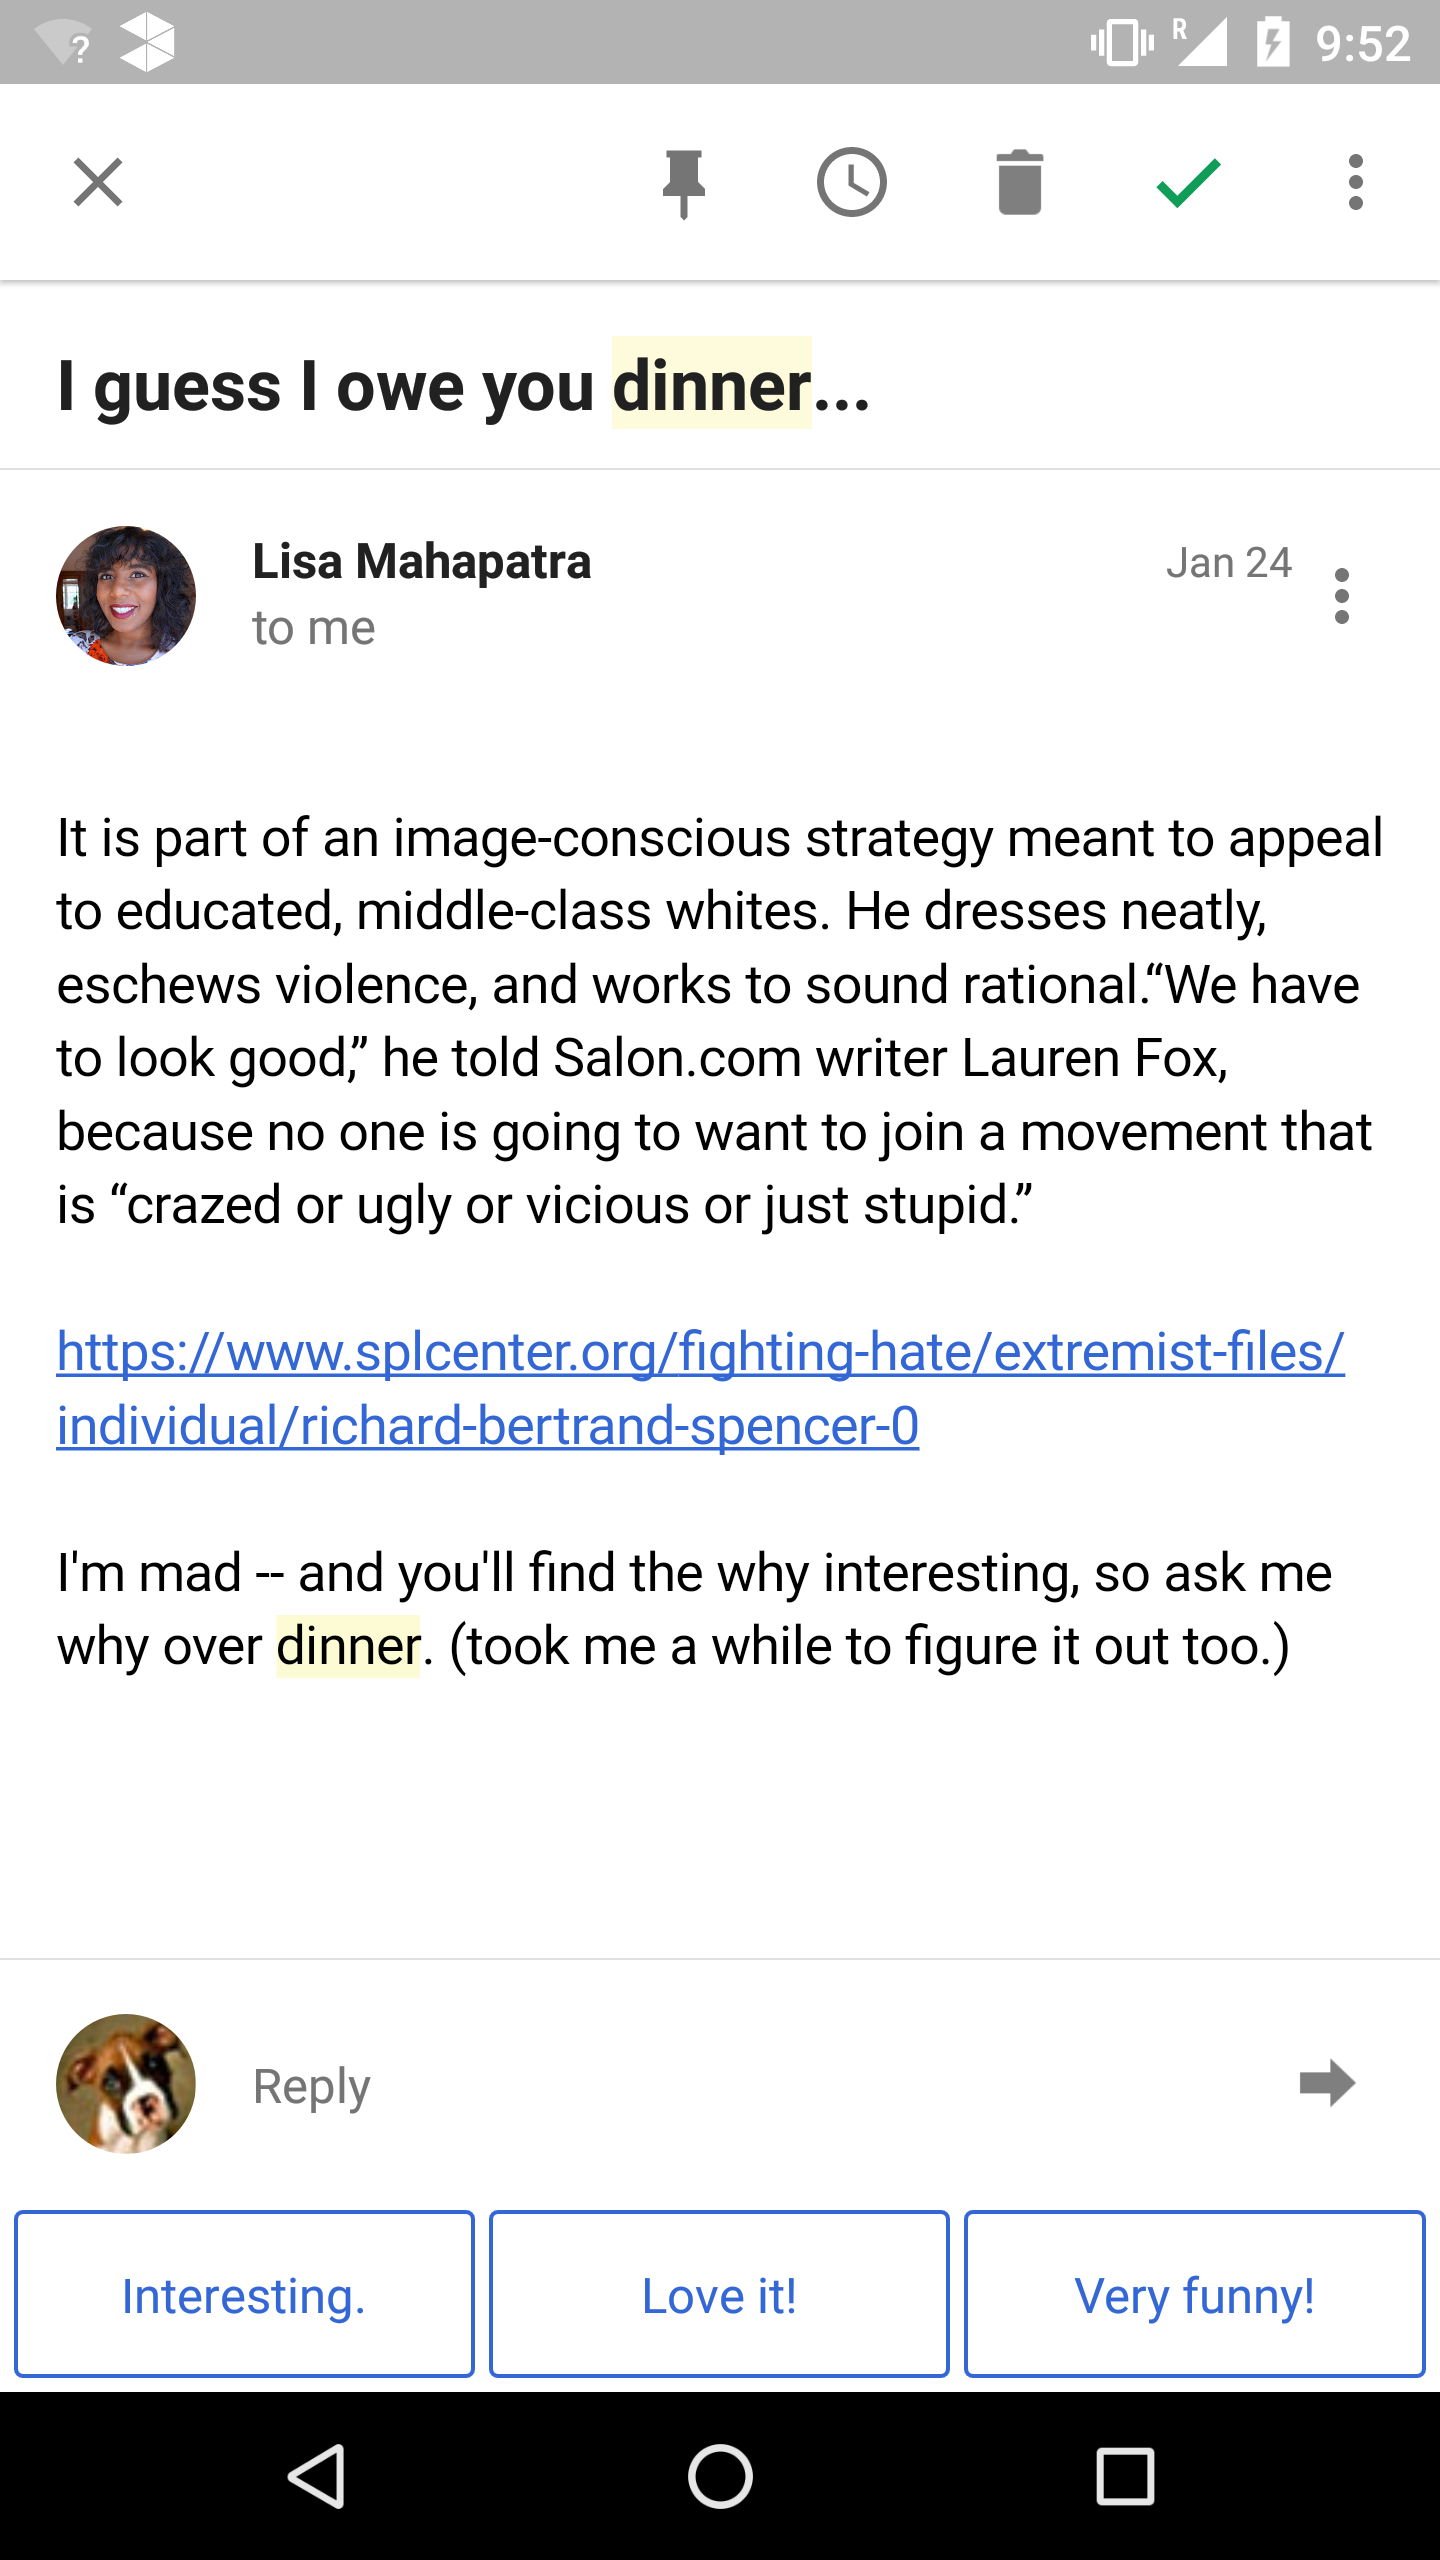 R 9:52
I guess I owe you dinner...
Lisa Mahapatra
Jan 24
to me
It is part of an image-conscious strategy meant to appeal
to educated, middle-class whites. He dresses neatly,
eschews violence, and works to sound rational.“We have
to look good,” he told Salon.com writer Lauren Fox,
because no one is going to want to join a movement that
is “crazed or ugly or vicious or just stupid.”
https://www.splcenter.org/fighting-hate/extremist-files/
individual/richard-bertrand-spencer-0
I'm mad -- and you'll find the why interesting, so ask me
why over dinner. (took me a while to figure it out too.)
Reply
Interesting.
Love it!
Very funny!